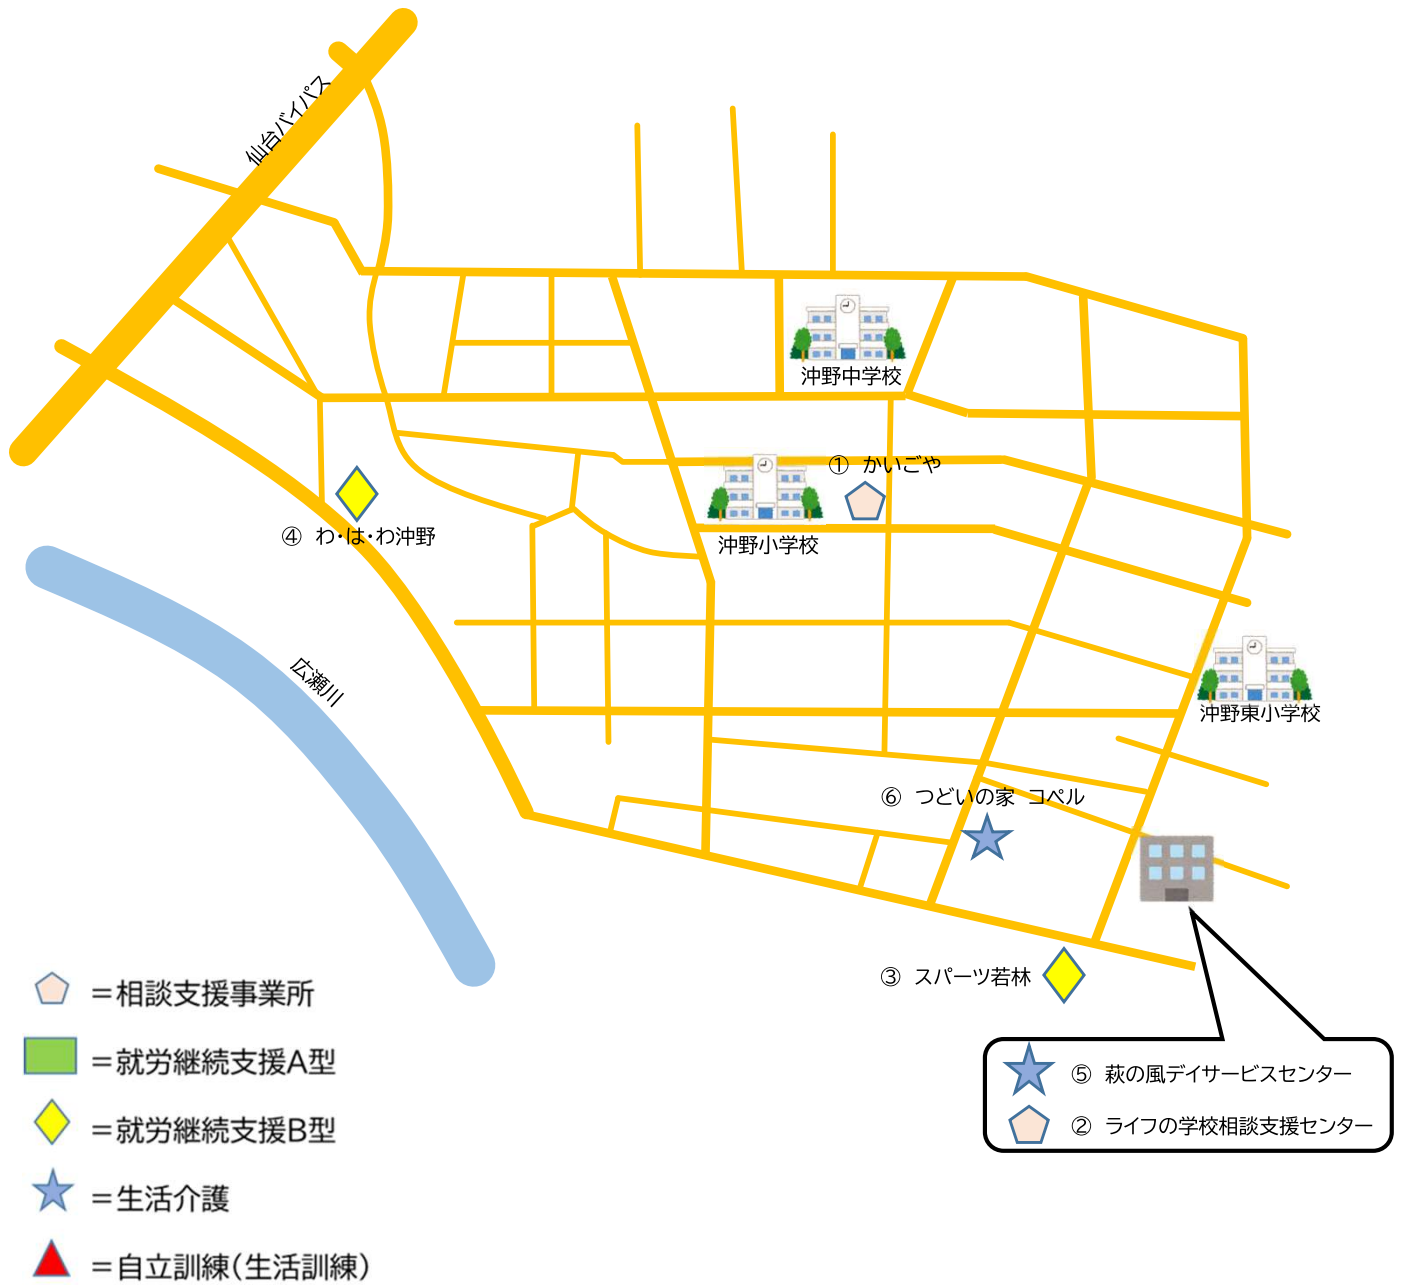 仙台バイパス
沖野中学校
① かいごや
沖野小学校
④ わ・は・わ沖野
広瀬川
沖野東小学校
⑥ つどいの家 コペル
③ スパーツ若林
⑤ 萩の風デイサービスセンター
② ライフの学校相談支援センター
＝相談支援事業所
＝就労継続支援A型
＝就労継続支援B型
＝生活介護
＝自立訓練（生活訓練）